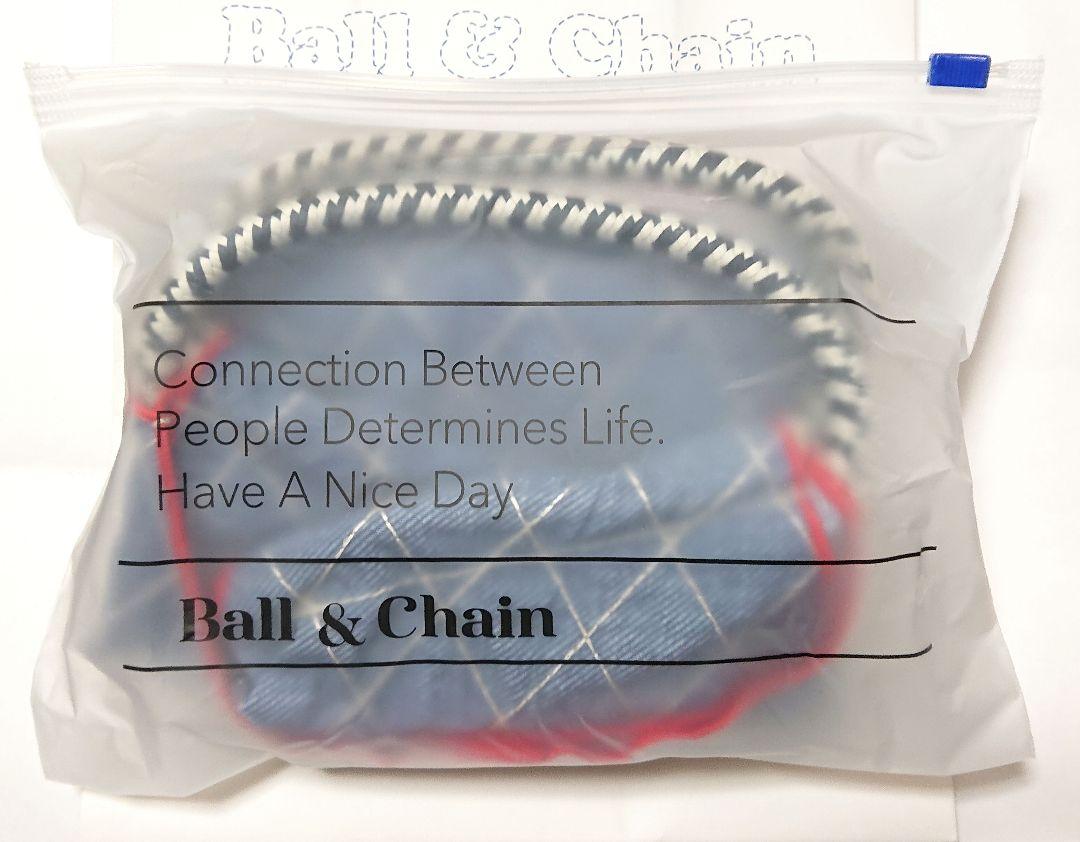 Ball & Chain
Connection Between
People Determines Life.
Have A Nice Day
Ball & Chain